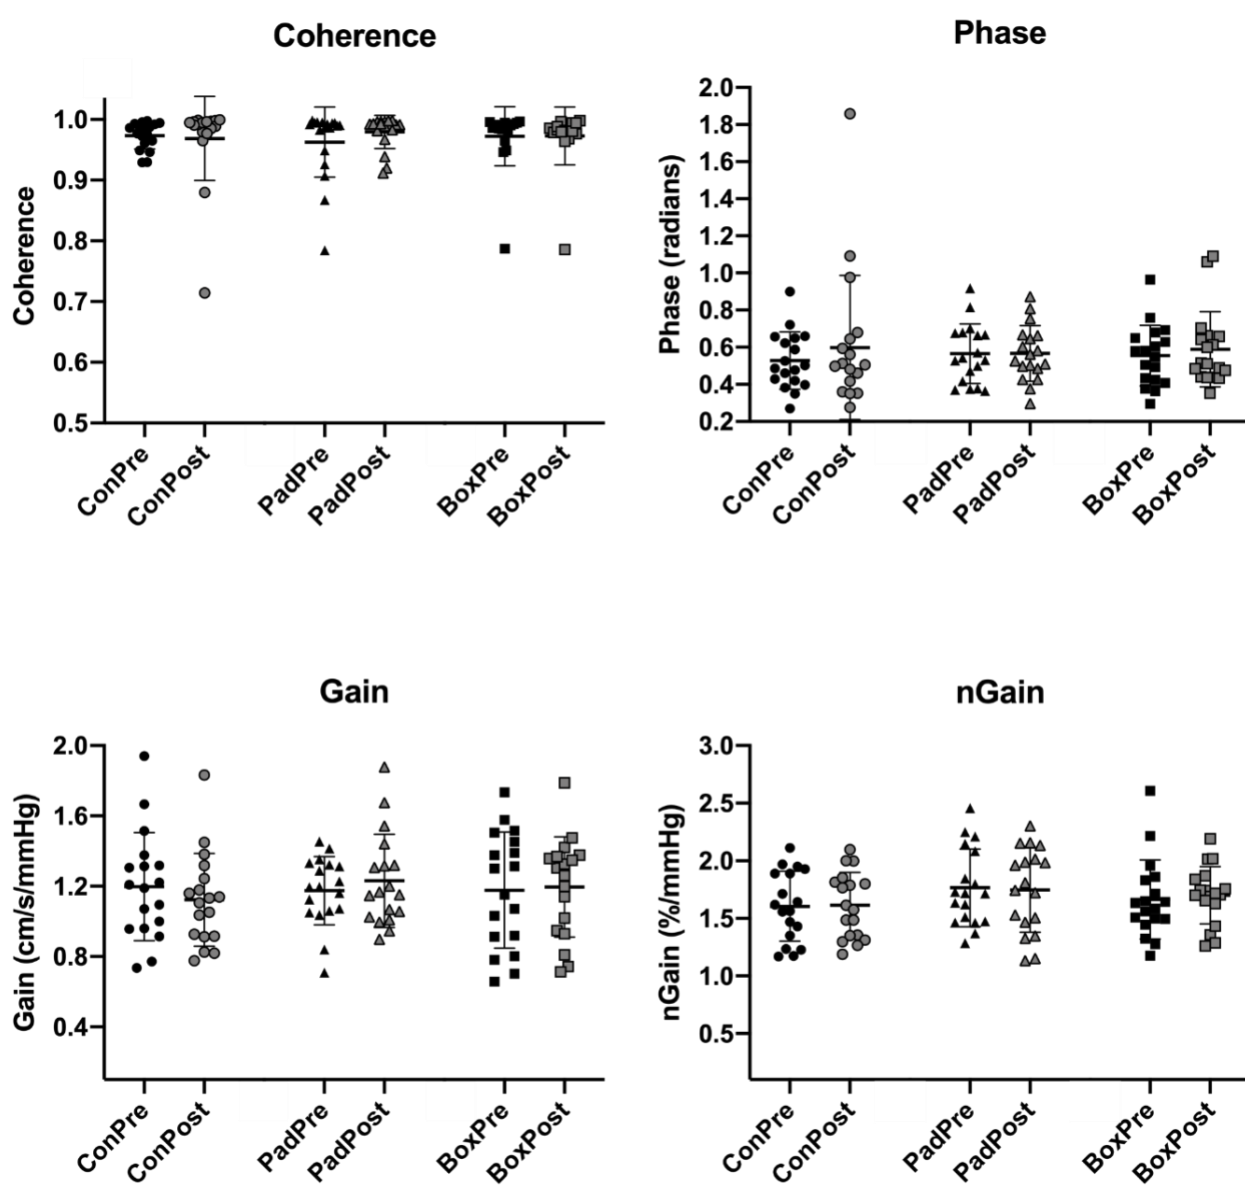 Coherence
Coherence
1.0
0.9
0.8
0.7
0.6
0.5
ConPre
ConPost
PadPre
PadPost
BoxPre
BoxPost
Phase
Phase (radians)
2.0
1.8
1.6
1.4
1.2
1.0
0.8
0.6
0.4
0.2
ConPre
ConPost
PadPre
PadPost
BoxPre
BoxPost
Gain
Gain (cm/s/mmHg)
2.0
1.6
1.2
0.8
0.4
ConPre
ConPost
PadPre
PadPost
BoxPre
BoxPost
nGain
nGain (%/mmHg)
3.0
2.5
2.0
1.5
1.0
0.5
ConPre
ConPost
PadPre
PadPost
BoxPre
BoxPost